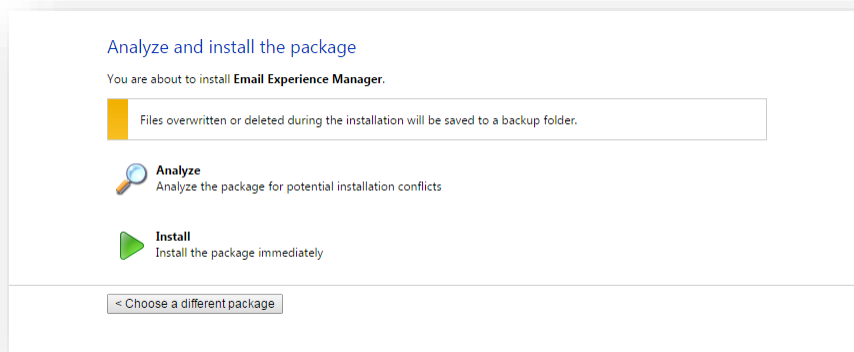 Analyze and install the package
You are about to install Email Experience Manager.
Files overwritten or deleted during the installation will be saved to a backup folder.
Analyze
Analyze the package for potential installation conflicts
Install
Install the package immediately
< Choose a different package